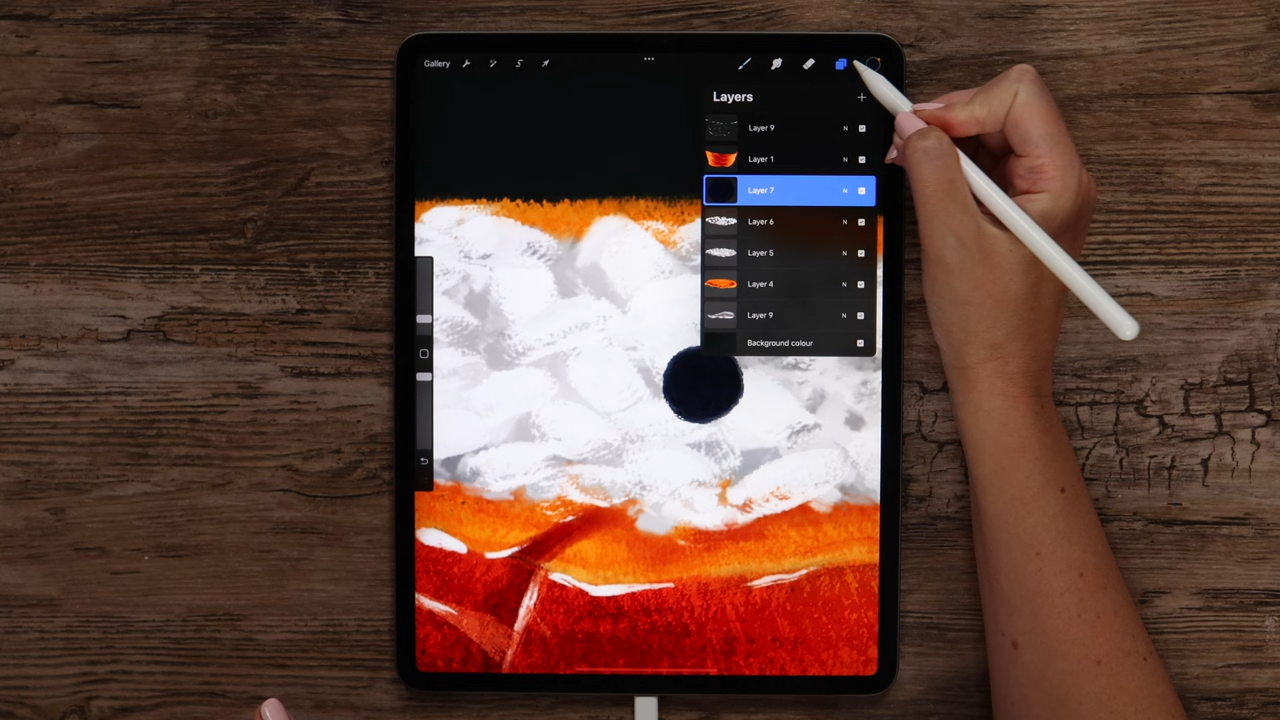 Gallery
Layers
Layer 9 N
Layer 1 N
Layer 7 N
Layer 6 N
Layer 5 N
Layer 4 N
Layer 9 N
Background colour